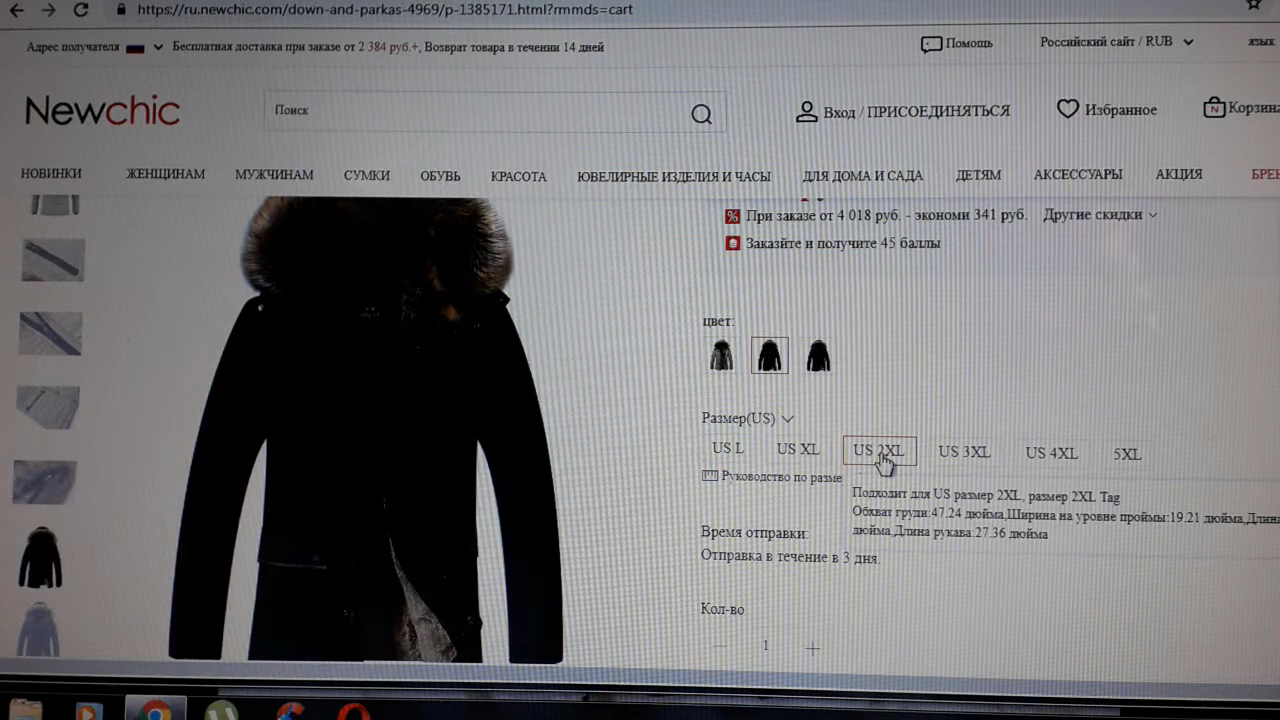 https://ru.newchic.com/down-and-parkas-4969/p-1385171.html?rmmds=cart
Адрес получателя Бесплатная доставка при заказе от 2 384 руб.+, Возврат товара в течении 14 дней Помощь Российский сайт / RUB язык
Newchic Поиск Вход / ПРИСОЕДИНЯТЬСЯ Избранное N Корзина
НОВИНКИ ЖЕНЩИНАМ МУЖЧИНАМ СУМКИ ОБУВЬ КРАСОТА ЮВЕЛИРНЫЕ ИЗДЕЛИЯ И ЧАСЫ ДЛЯ ДОМА И САДА ДЕТЯМ АКСЕССУАРЫ АКЦИЯ БРЕ
% При заказе от 4 018 руб. - экономи 341 руб. Другие скидки
Закажйте и получите 45 баллы
цвет:
Размер(US)
US L US XL US 2XL US 3XL US 4XL 5XL
Руководство по разме
Подходит для US размер 2XL, размер 2XL Tag
Обхват груди:47.24 дюйма,Ширина на уровне проймы:19.21 дюйма,Длина
дюйма,Длина рукава:27.36 дюйма
Время отправки:
Отправка в течение в 3 дня.
Кол-во
1